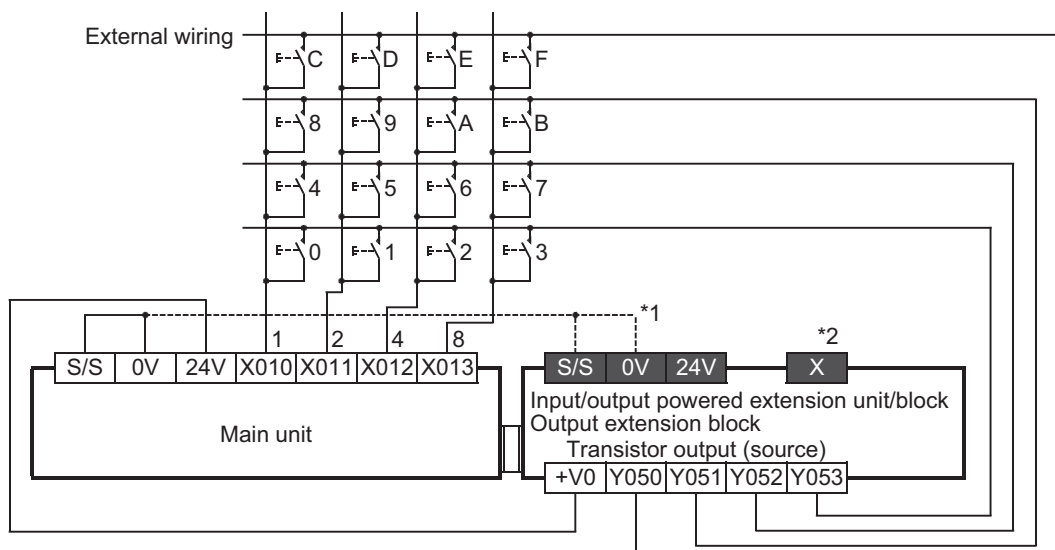 External wiring
C D E F
8 9 A B
4 5 6 7
0 1 2 3
*1
1 2 4 8 *2
S/S 0V 24V X010 X011 X012 X013 S/S 0V 24V X
Input/output powered extension unit/block
Main unit Output extension block
Transistor output (source)
+V0 Y050 Y051 Y052 Y053